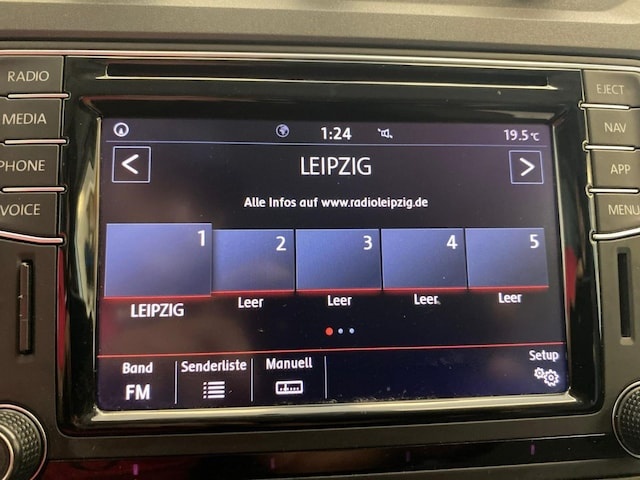 RADIO
MEDIA
PHONE
VOICE
EJECT
NAV
APP
MENU
1:24
19.5°C
<
LEIPZIG
>
Alle Infos auf www.radioleipzig.de
1 2 3 4 5
LEIPZIG Leer Leer Leer Leer
Band Senderliste Manuell Setup
FM